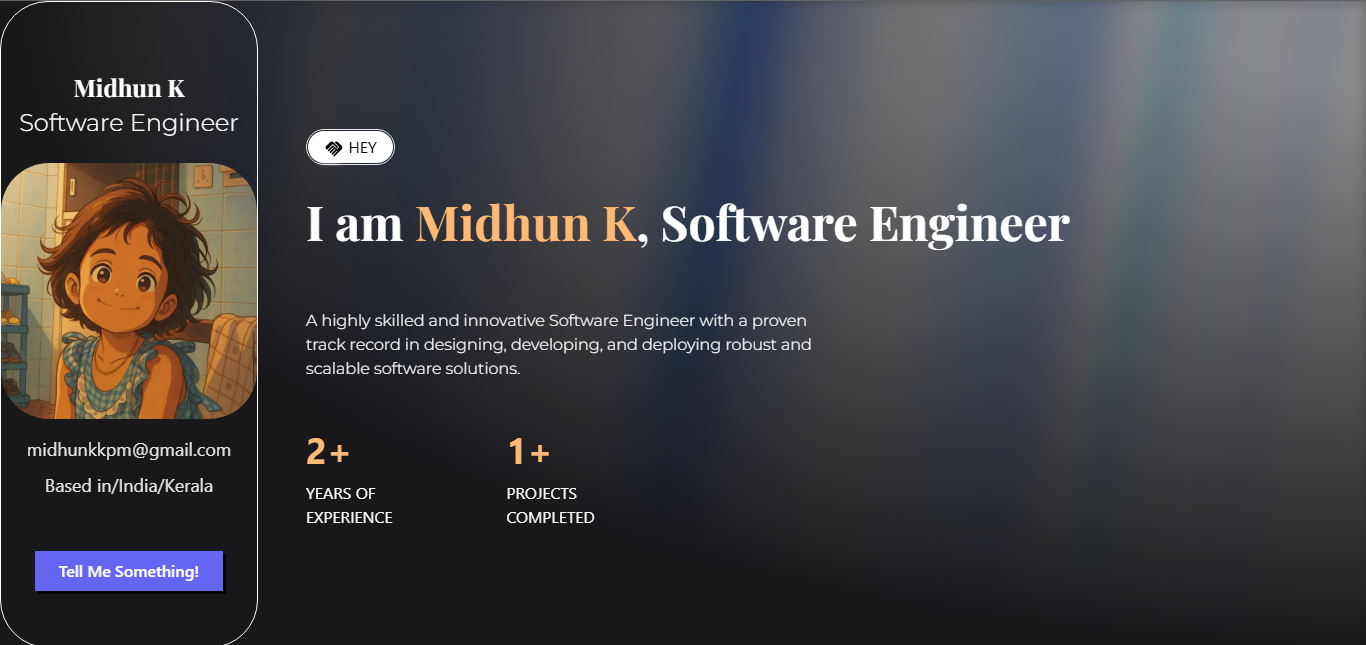 Midhun K
Software Engineer
midhunkkpm@gmail.com
Based in/India/Kerala
Tell Me Something!
HEY
I am Midhun K, Software Engineer
A highly skilled and innovative Software Engineer with a proven
track record in designing, developing, and deploying robust and
scalable software solutions.
2+
YEARS OF
EXPERIENCE
1+
PROJECTS
COMPLETED